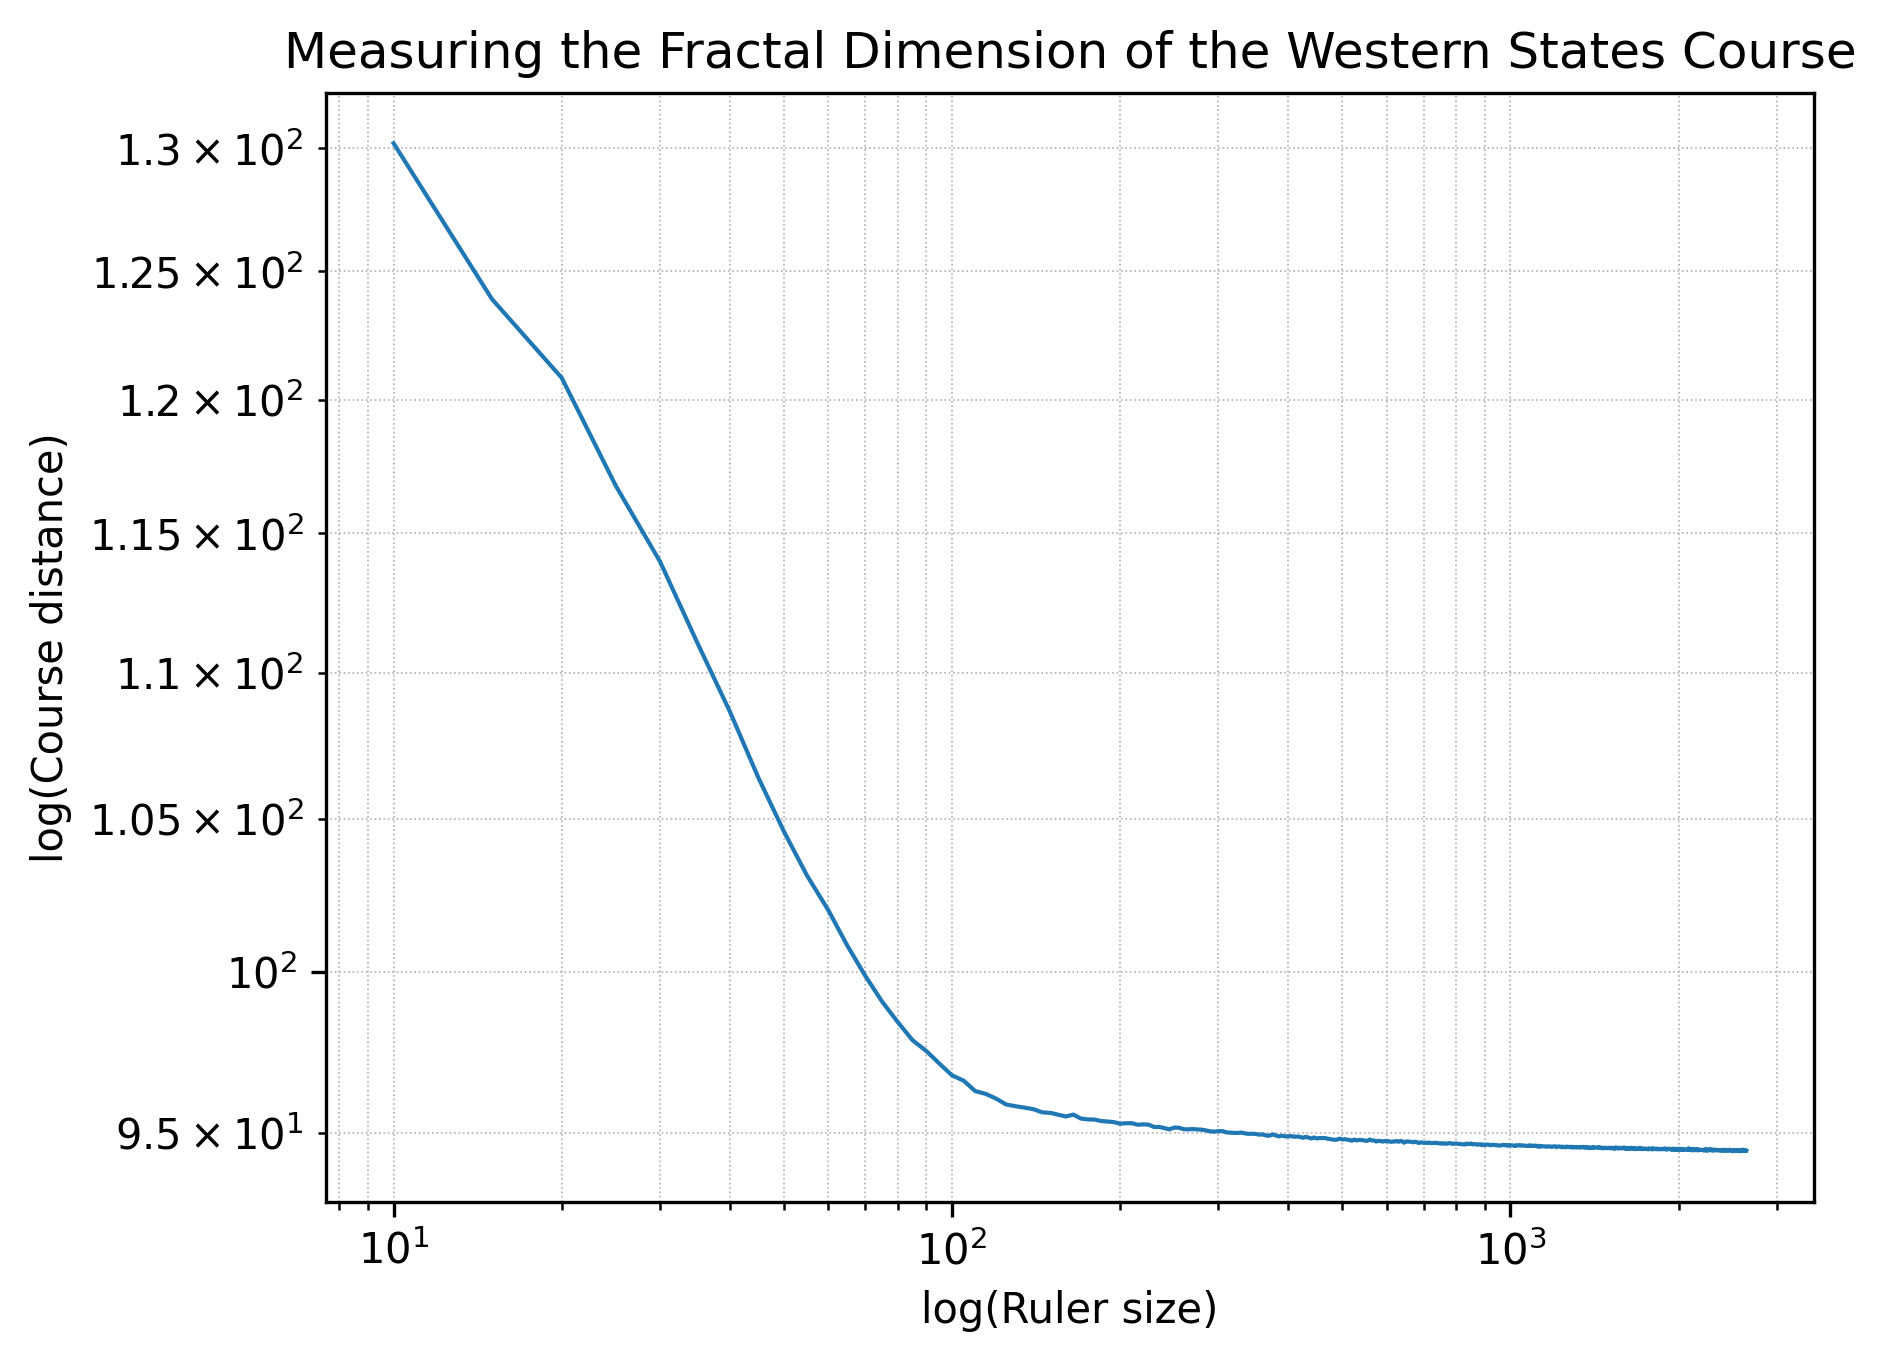 Measuring the Fractal Dimension of the Western States Course
log(Course distance)
1.3 × 10²
1.25 × 10²
1.2 × 10²
1.15 × 10²
1.1 × 10²
1.05 × 10²
10²
9.5 × 10¹
10¹ 10² 10³
log(Ruler size)